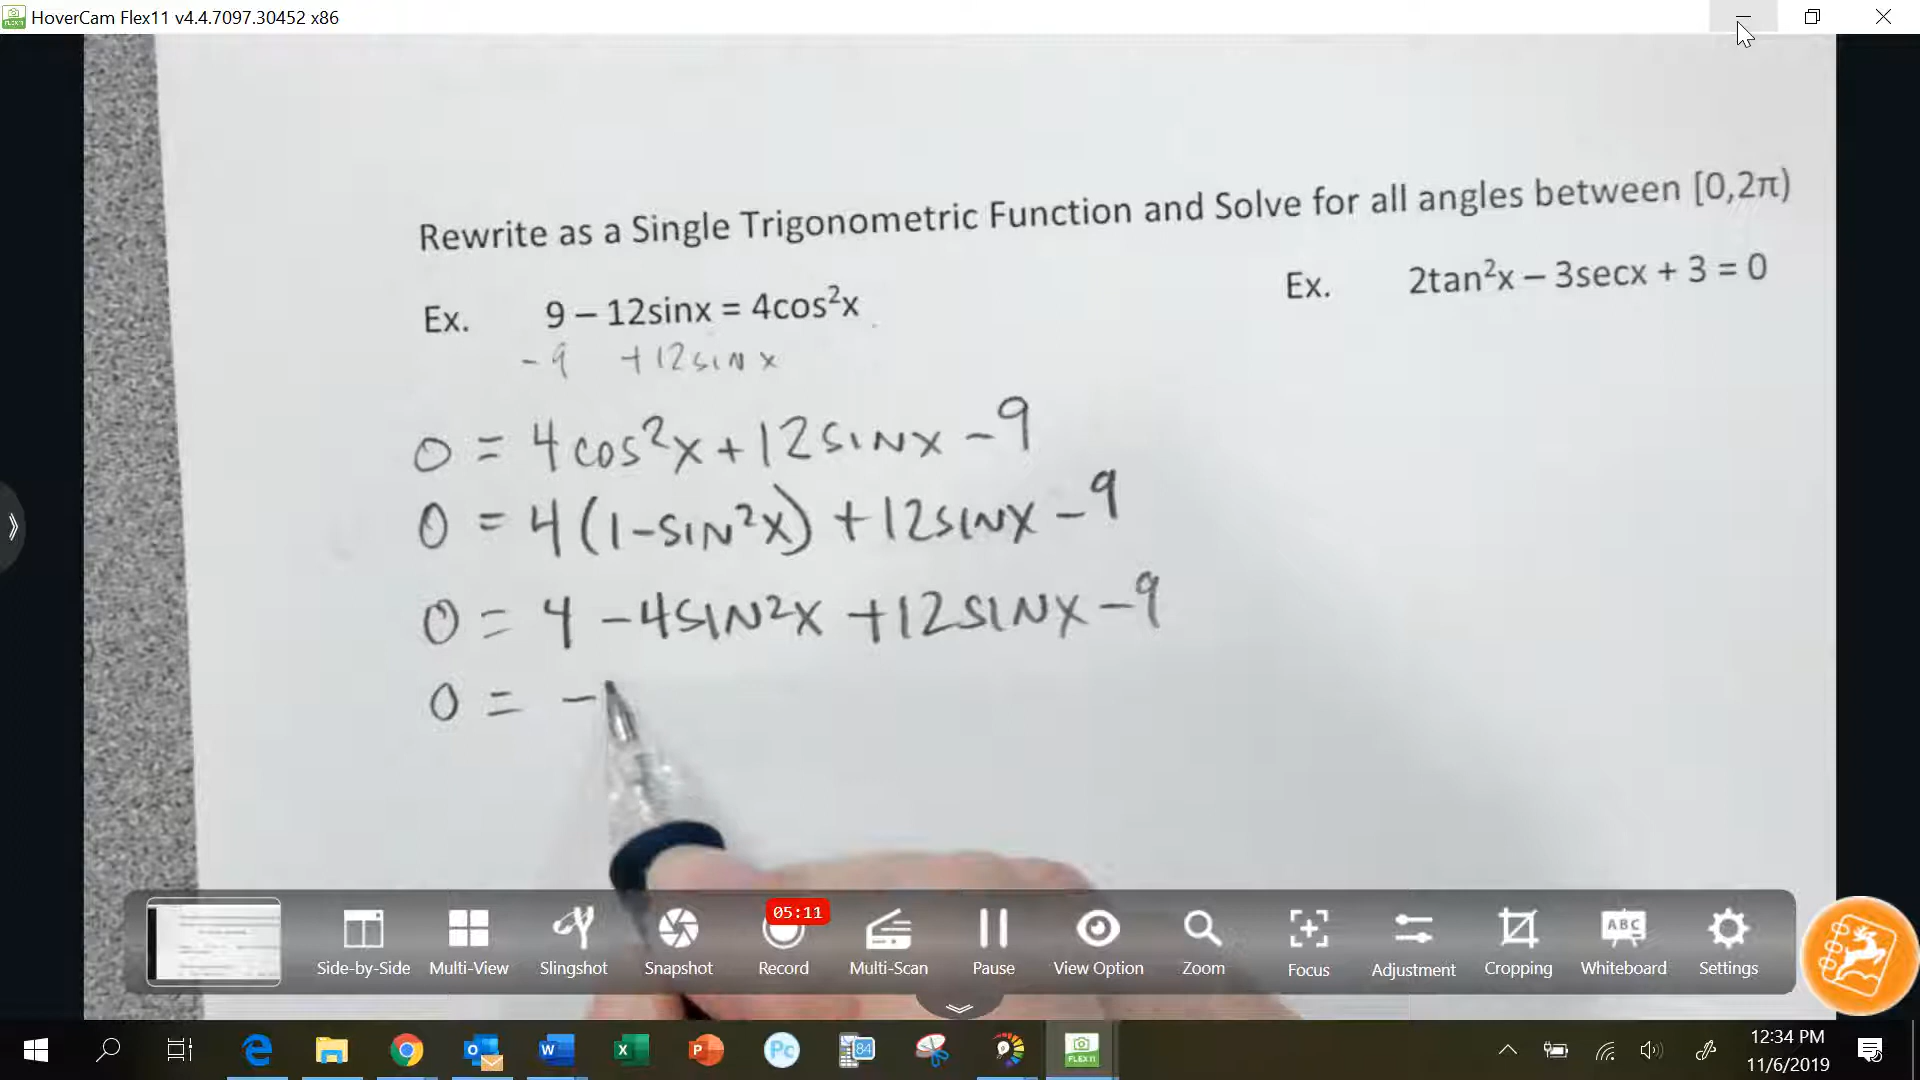 HoverCam Flex11 v4.4.7097.30452 x86
Rewrite as a Single Trigonometric Function and Solve for all angles between [0,2π)
Ex. 9 – 12sinx = 4cos²x
Ex. 2tan²x – 3secx + 3 = 0
-9 +12sinx
0 = 4cos²x + 12sinx - 9
0 = 4(1-sin²x) + 12sinx - 9
0 = 4 - 4sin²x + 12sinx - 9
0 = -
05:11
Side-by-Side Multi-View Slingshot Snapshot Record Multi-Scan Pause View Option Zoom Focus Adjustment Cropping Whiteboard Settings
ABC
84
FLEX11
12:34 PM
11/6/2019